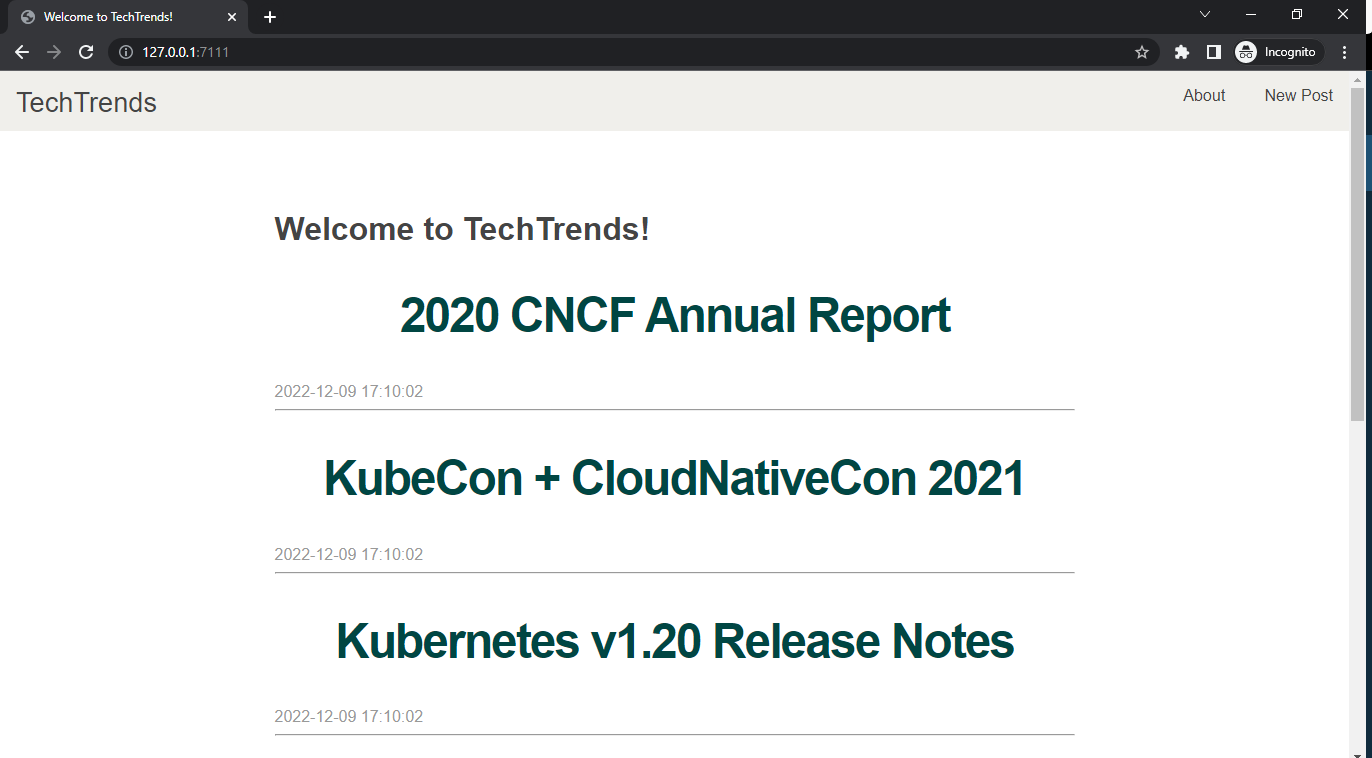 Welcome to TechTrends!
127.0.0.1:7111
Incognito
TechTrends
About
New Post
Welcome to TechTrends!
2020 CNCF Annual Report
2022-12-09 17:10:02
KubeCon + CloudNativeCon 2021
2022-12-09 17:10:02
Kubernetes v1.20 Release Notes
2022-12-09 17:10:02